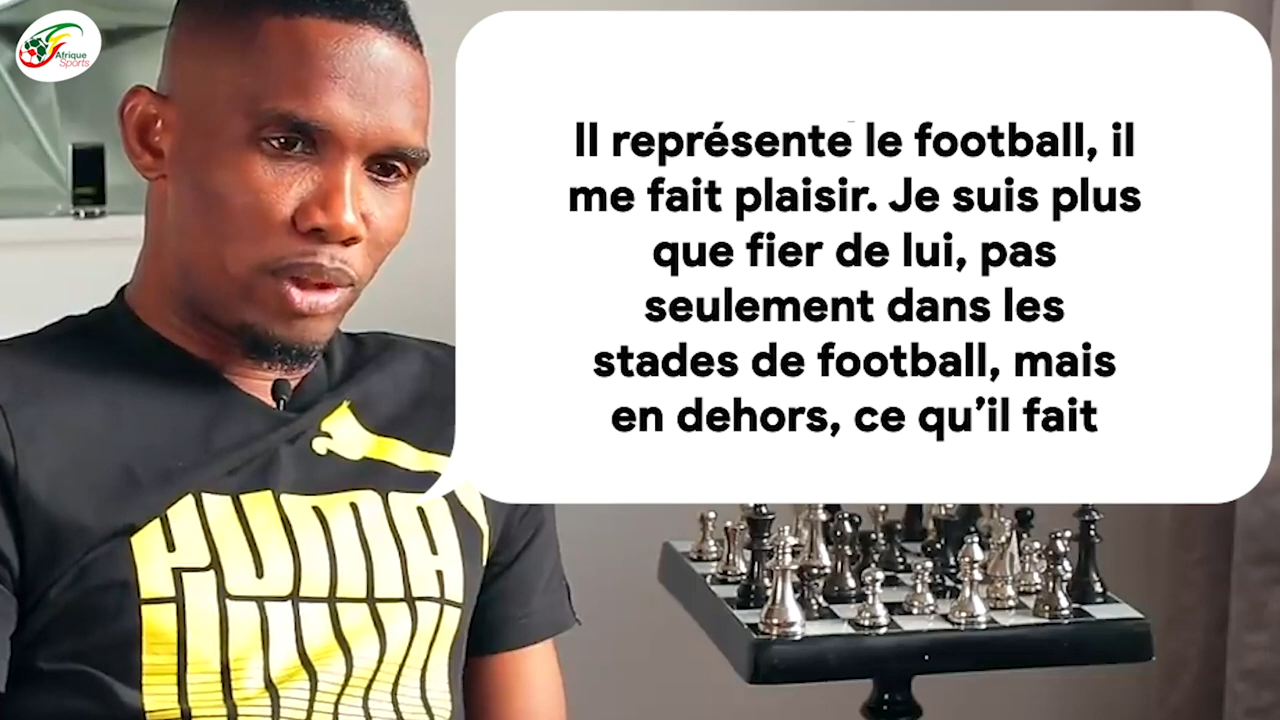 Afrique
Sports
Il représente le football, il
me fait plaisir. Je suis plus
que fier de lui, pas
seulement dans les
stades de football, mais
en dehors, ce qu’il fait
PUMA